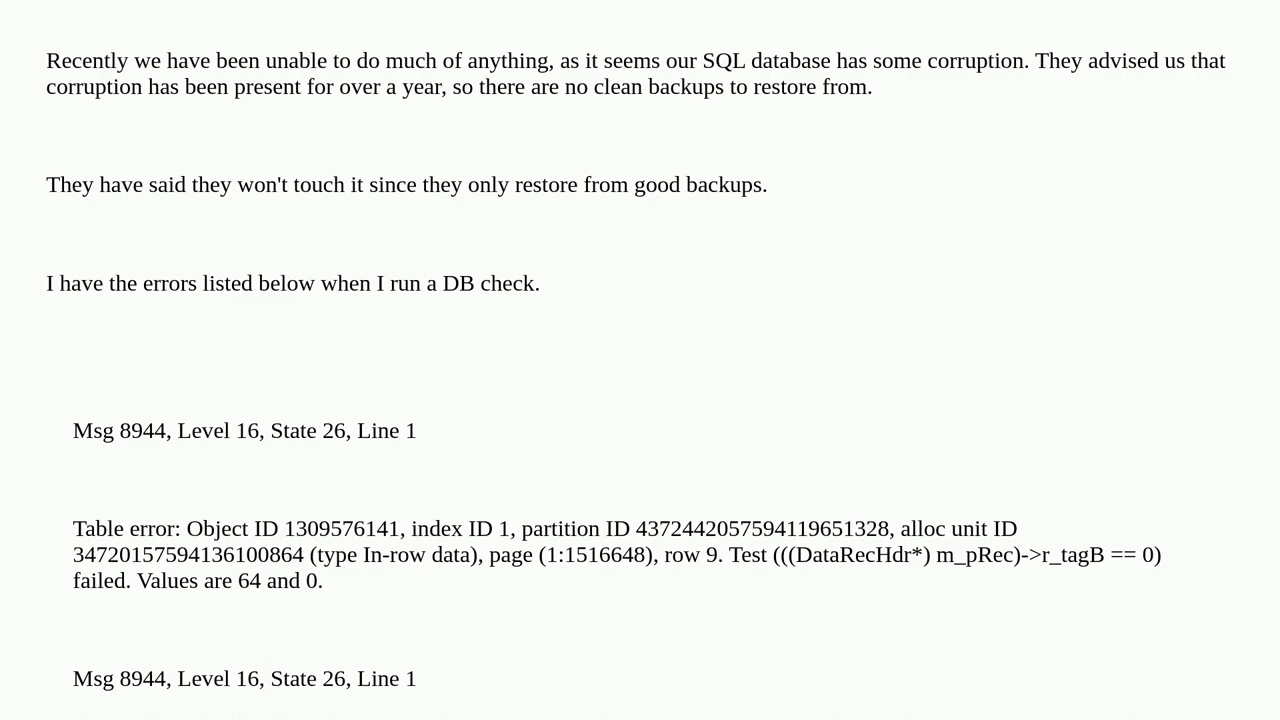 Recently we have been unable to do much of anything, as it seems our SQL database has some corruption. They advised us that
corruption has been present for over a year, so there are no clean backups to restore from.
They have said they won't touch it since they only restore from good backups.
I have the errors listed below when I run a DB check.
Msg 8944, Level 16, State 26, Line 1
Table error: Object ID 1309576141, index ID 1, partition ID 4372442057594119651328, alloc unit ID
34720157594136100864 (type In-row data), page (1:1516648), row 9. Test (((DataRecHdr*) m_pRec)->r_tagB == 0)
failed. Values are 64 and 0.
Msg 8944, Level 16, State 26, Line 1